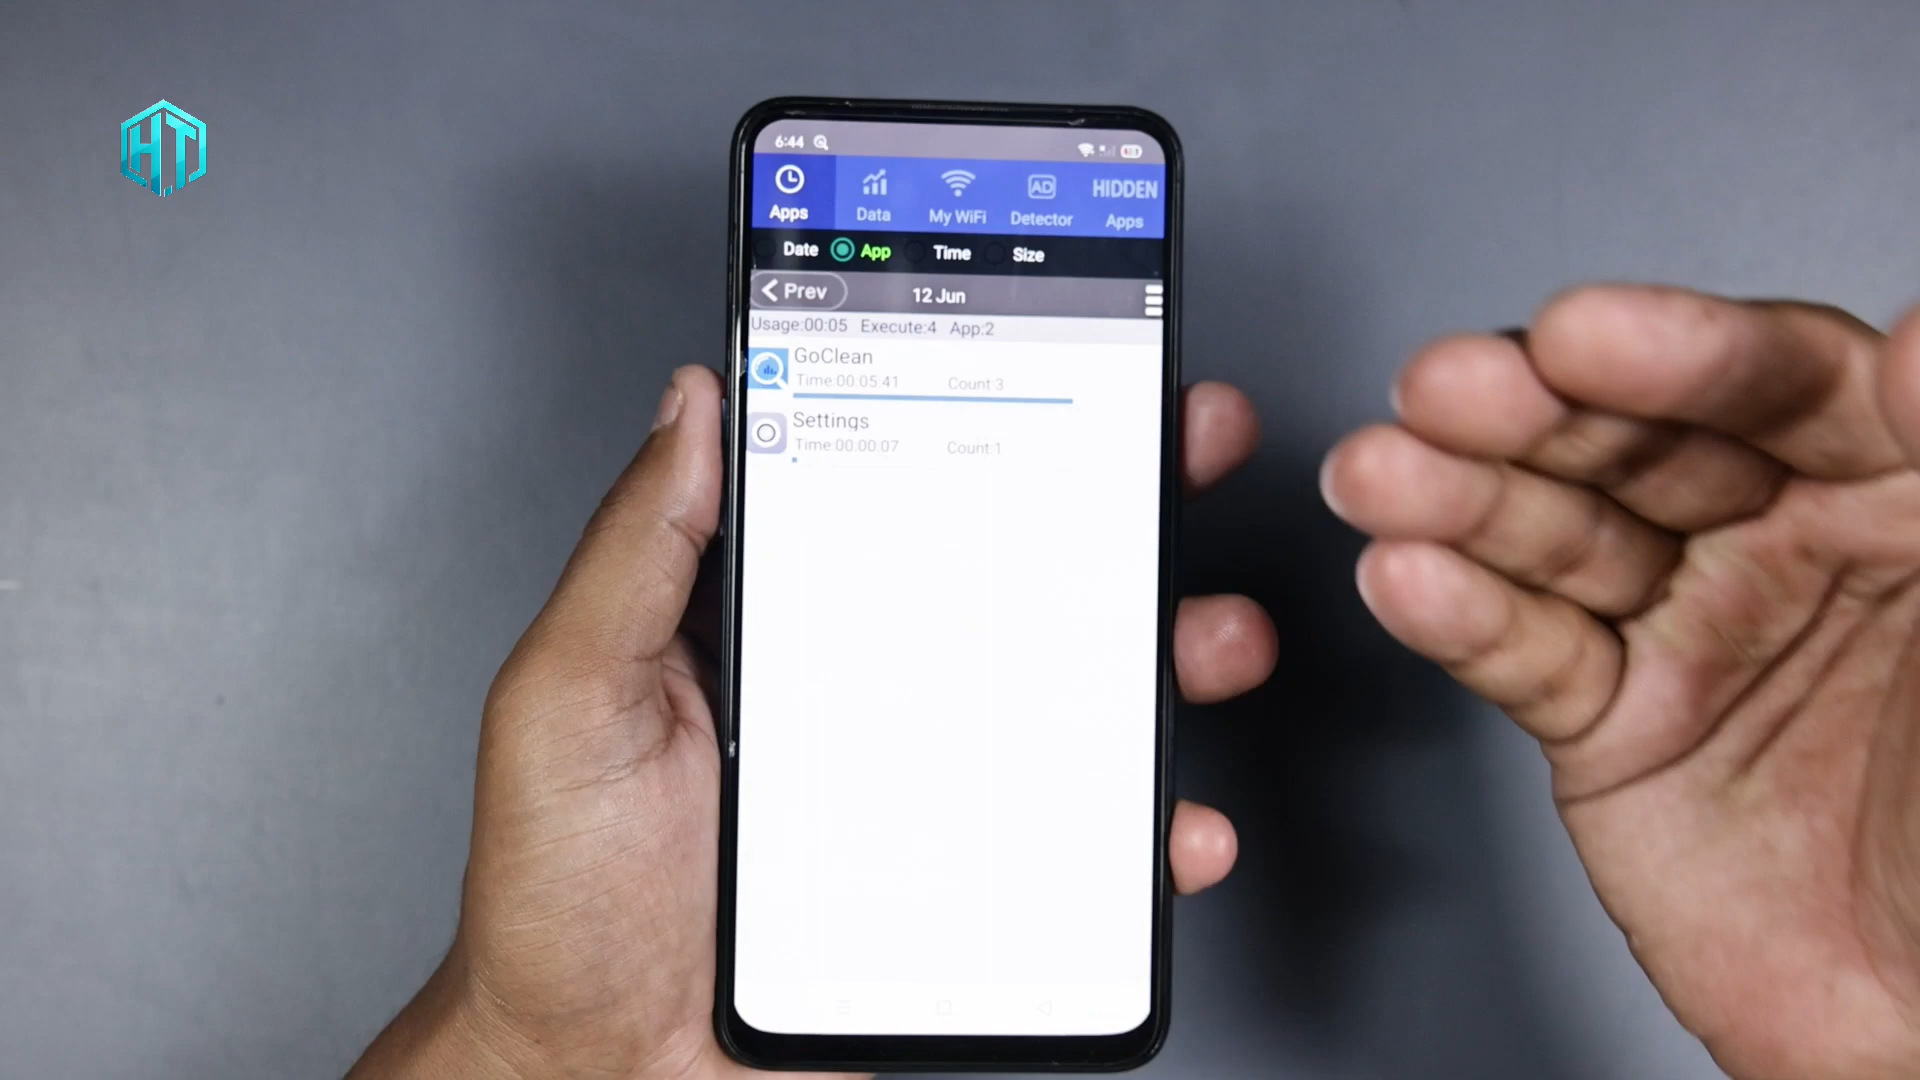 H.T
6:44
Apps
Data
My WiFi
AD
Detector
HIDDEN
Apps
Date App Time Size
Prev 12 Jun
Usage:00:05 Execute:4 App:2
GoClean
Time:00:05:41 Count:3
Settings
Time:00:00:07 Count:1